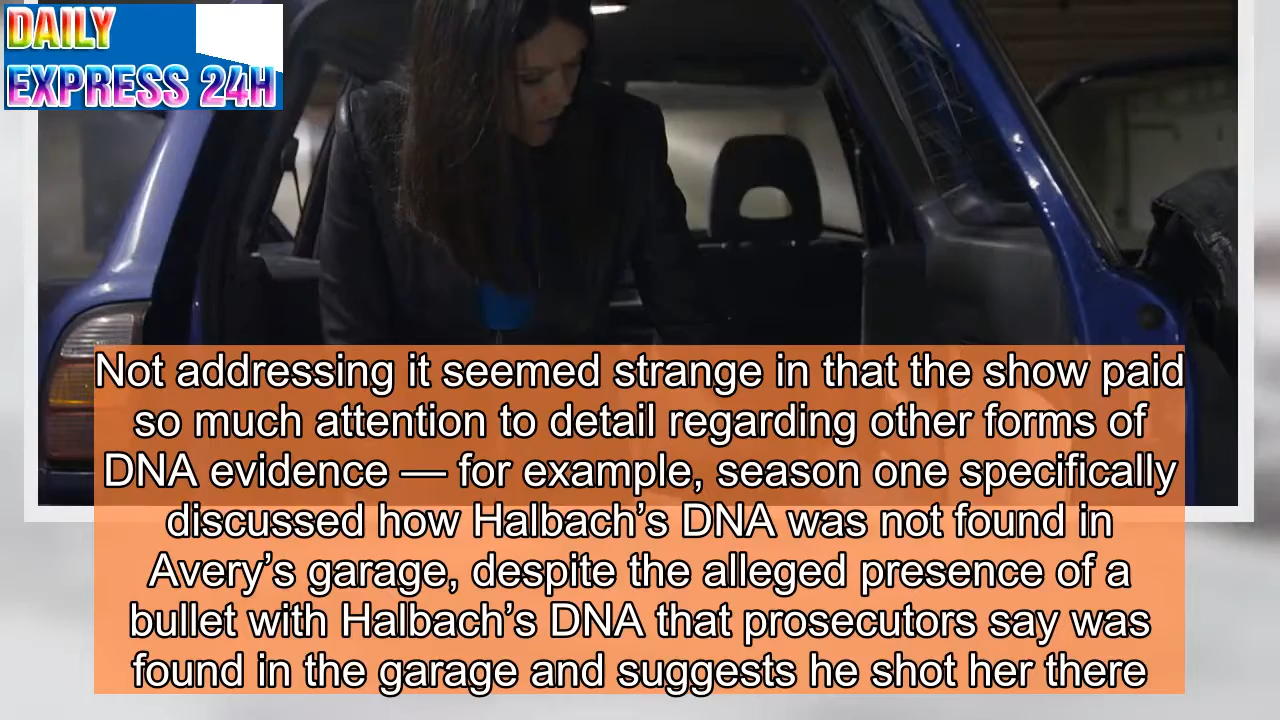 DAILY
EXPRESS 24H
Not addressing it seemed strange in that the show paid
so much attention to detail regarding other forms of
DNA evidence — for example, season one specifically
discussed how Halbach’s DNA was not found in
Avery’s garage, despite the alleged presence of a
bullet with Halbach’s DNA that prosecutors say was
found in the garage and suggests he shot her there